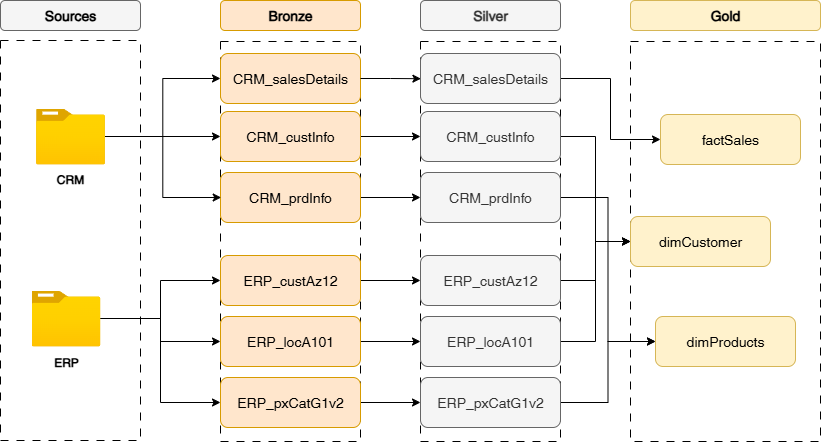 Sources
Bronze
Silver
Gold
CRM_salesDetails
CRM_salesDetails
CRM_custInfo
CRM_custInfo
factSales
CRM
CRM_prdInfo
CRM_prdInfo
dimCustomer
ERP_custAz12
ERP_custAz12
ERP_locA101
ERP_locA101
dimProducts
ERP
ERP_pxCatG1v2
ERP_pxCatG1v2